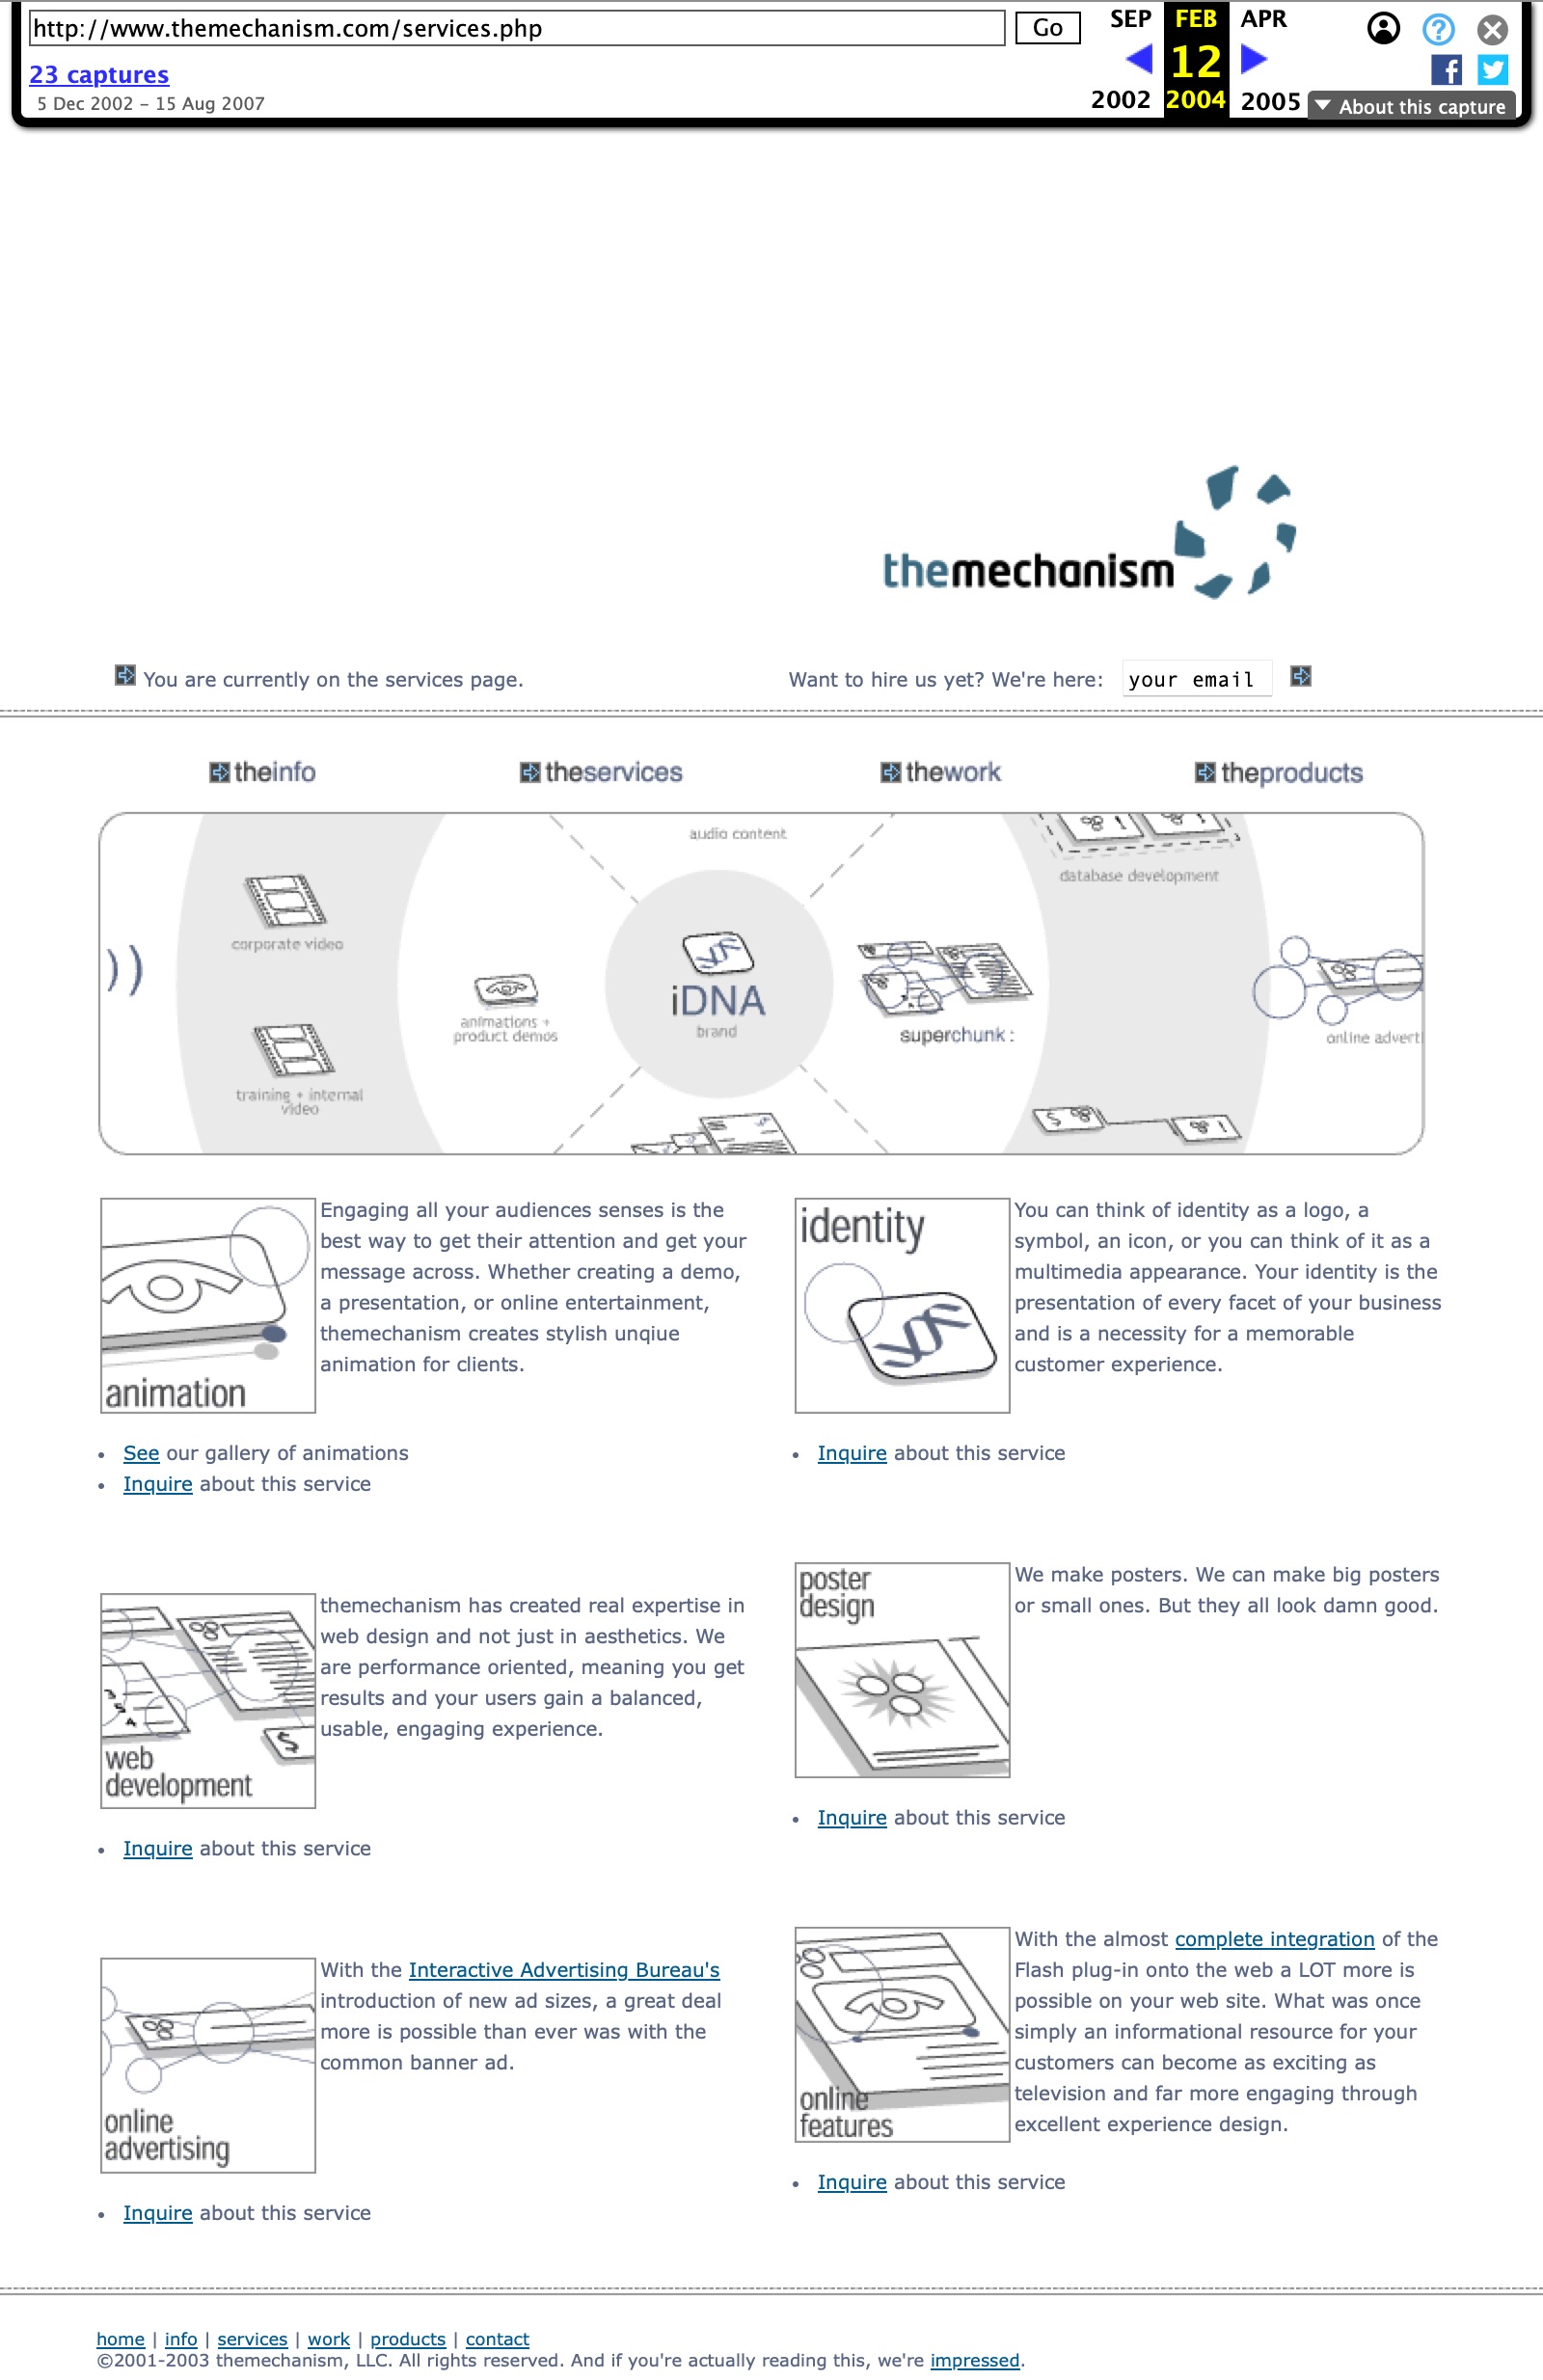 http://www.themechanism.com/services.php
Go
SEP FEB APR
12
2002 2004 2005
23 captures
5 Dec 2002 – 15 Aug 2007
About this capture
themechanism
You are currently on the services page.
Want to hire us yet? We're here: your email
theinfo
theservices
thework
theproducts
audio content
database development
corporate video
iDNA
brand
animations +
product demos
superchunk :
online advert
training + internal
video
animation
Engaging all your audiences senses is the
best way to get their attention and get your
message across. Whether creating a demo,
a presentation, or online entertainment,
themechanism creates stylish unqiue
animation for clients.
• See our gallery of animations
• Inquire about this service
identity
You can think of identity as a logo, a
symbol, an icon, or you can think of it as a
multimedia appearance. Your identity is the
presentation of every facet of your business
and is a necessity for a memorable
customer experience.
• Inquire about this service
web
development
themechanism has created real expertise in
web design and not just in aesthetics. We
are performance oriented, meaning you get
results and your users gain a balanced,
usable, engaging experience.
• Inquire about this service
poster
design
We make posters. We can make big posters
or small ones. But they all look damn good.
• Inquire about this service
online
advertising
With the Interactive Advertising Bureau's
introduction of new ad sizes, a great deal
more is possible than ever was with the
common banner ad.
• Inquire about this service
online
features
With the almost complete integration of the
Flash plug-in onto the web a LOT more is
possible on your web site. What was once
simply an informational resource for your
customers can become as exciting as
television and far more engaging through
excellent experience design.
• Inquire about this service
home | info | services | work | products | contact
©2001-2003 themechanism, LLC. All rights reserved. And if you're actually reading this, we're impressed.